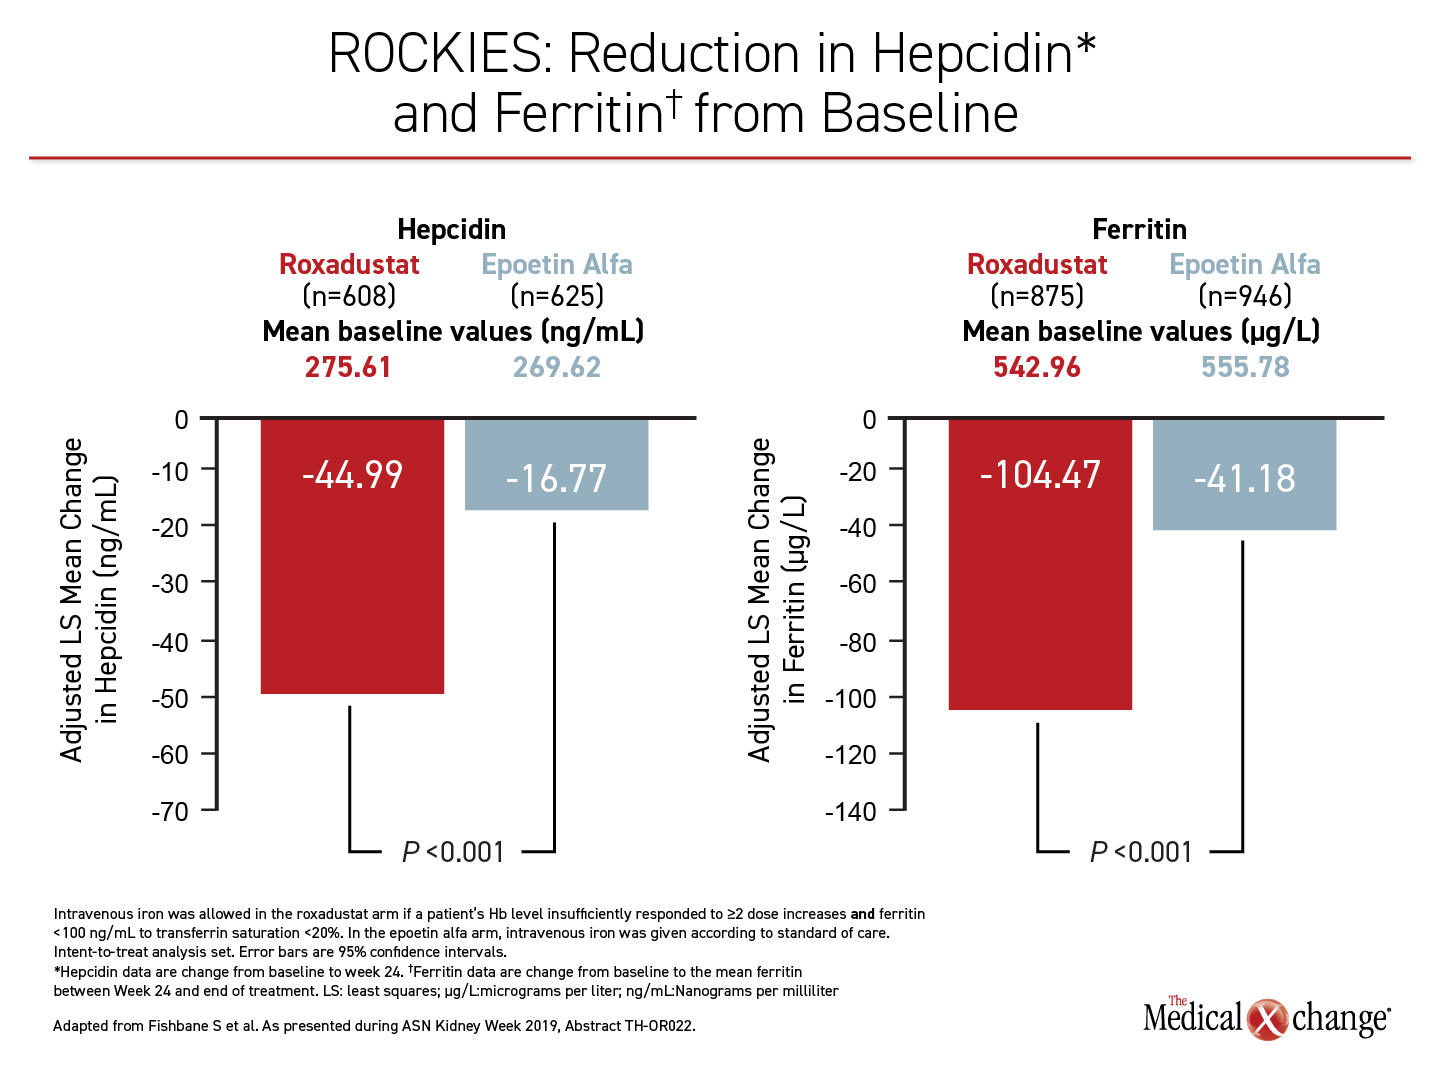 ROCKIES: Reduction in Hepcidin*
and Ferritin† from Baseline
Hepcidin
Roxadustat Epoetin Alfa
(n=608) (n=625)
Mean baseline values (ng/mL)
275.61 269.62
0
-10
-20
-30
-40
-50
-60
-70
Adjusted LS Mean Change
in Hepcidin (ng/mL)
-44.99
-16.77
P <0.001
Ferritin
Roxadustat Epoetin Alfa
(n=875) (n=946)
Mean baseline values (µg/L)
542.96 555.78
0
-20
-40
-60
-80
-100
-120
-140
Adjusted LS Mean Change
in Ferritin (µg/L)
-104.47
-41.18
P <0.001
Intravenous iron was allowed in the roxadustat arm if a patient's Hb level insufficiently responded to ≥2 dose increases and ferritin
<100 ng/mL to transferrin saturation <20%. In the epoetin alfa arm, intravenous iron was given according to standard of care.
Intent-to-treat analysis set. Error bars are 95% confidence intervals.
*Hepcidin data are change from baseline to week 24. †Ferritin data are change from baseline to the mean ferritin
between Week 24 and end of treatment. LS: least squares; µg/L:micrograms per liter; ng/mL:Nanograms per milliliter
Adapted from Fishbane S et al. As presented during ASN Kidney Week 2019, Abstract TH-OR022.
The
Medical X change®